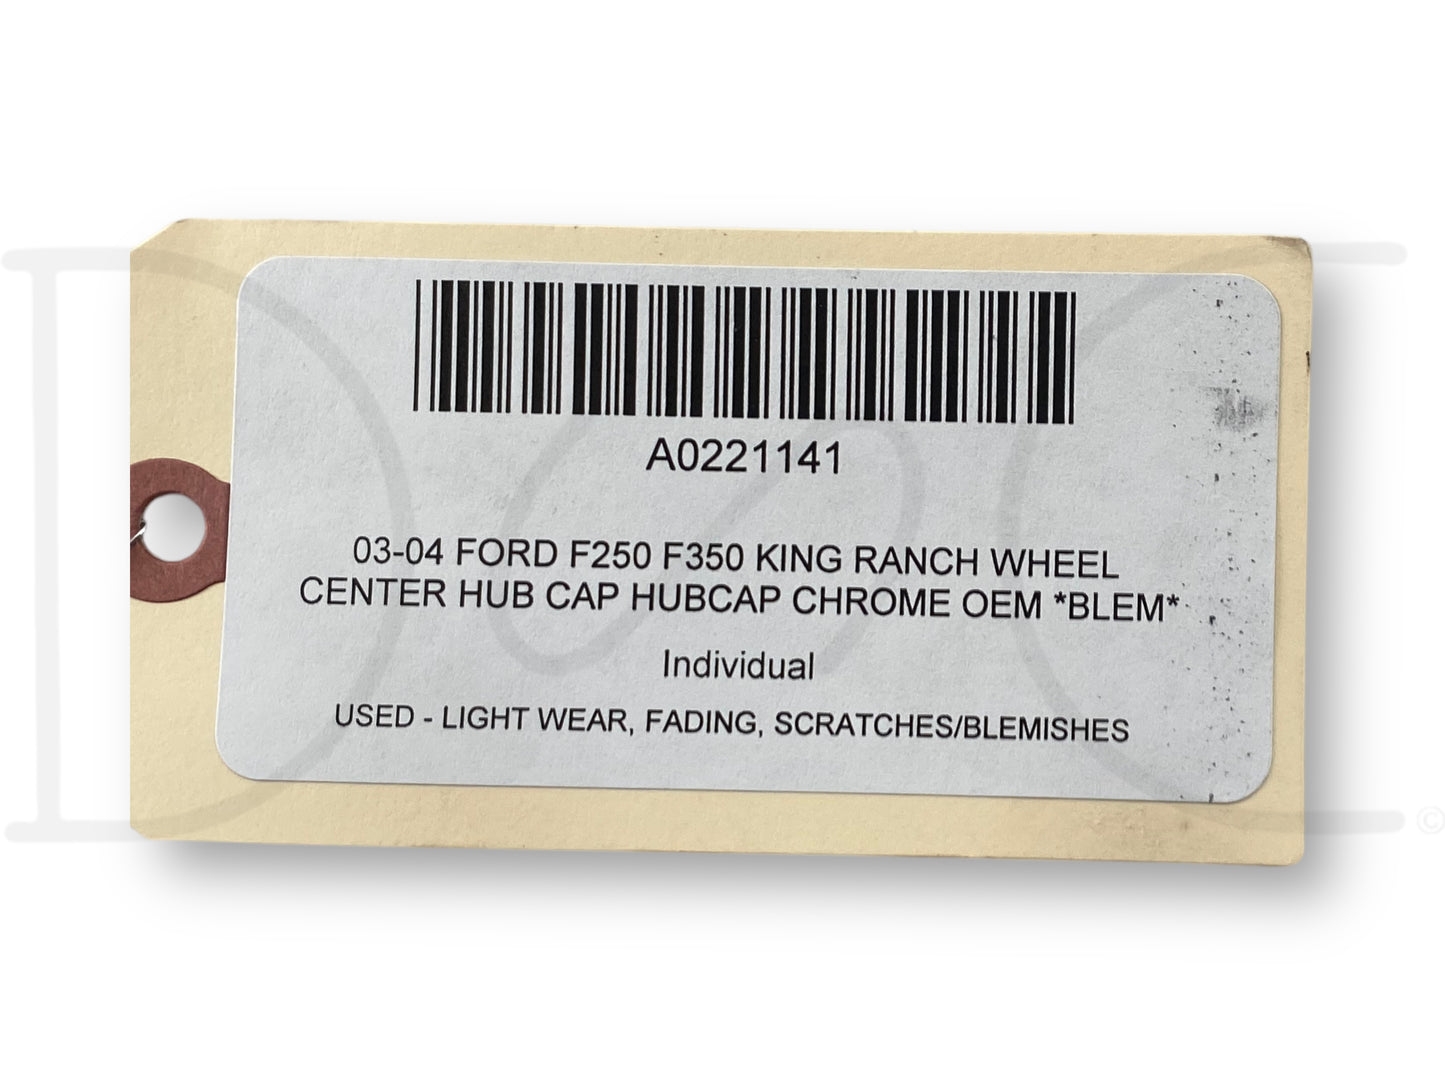 A0221141
03-04 FORD F250 F350 KING RANCH WHEEL
CENTER HUB CAP HUBCAP CHROME OEM *BLEM*
Individual
USED - LIGHT WEAR, FADING, SCRATCHES/BLEMISHES
©